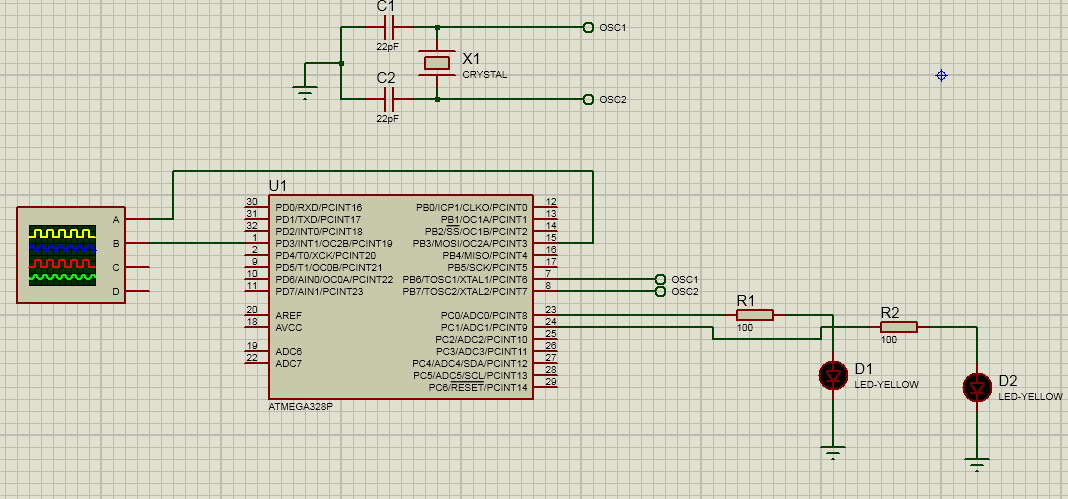 C1
22pF
OSC1
X1
CRYSTAL
C2
22pF
OSC2
U1
A
B
C
D
30 PD0/RXD/PCINT16 PB0/ICP1/CLKO/PCINT0 12
31 PD1/TXD/PCINT17 PB1/OC1A/PCINT1 13
32 PD2/INT0/PCINT18 PB2/SS/OC1B/PCINT2 14
1 PD3/INT1/OC2B/PCINT19 PB3/MOSI/OC2A/PCINT3 15
2 PD4/T0/XCK/PCINT20 PB4/MISO/PCINT4 16
9 PD5/T1/OC0B/PCINT21 PB5/SCK/PCINT5 17
10 PD6/AIN0/OC0A/PCINT22 PB6/TOSC1/XTAL1/PCINT6 7 OSC1
11 PD7/AIN1/PCINT23 PB7/TOSC2/XTAL2/PCINT7 8 OSC2
20 AREF PC0/ADC0/PCINT8 23
18 AVCC PC1/ADC1/PCINT9 24
PC2/ADC2/PCINT10 25
19 ADC6 PC3/ADC3/PCINT11 26
22 ADC7 PC4/ADC4/SDA/PCINT12 27
PC5/ADC5/SCL/PCINT13 28
PC6/RESET/PCINT14 29
ATMEGA328P
R1
100
R2
100
D1
LED-YELLOW
D2
LED-YELLOW